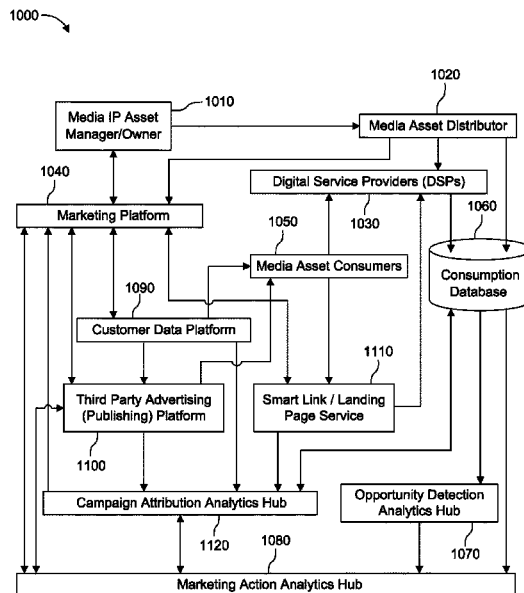 1000
1010
1020
Media IP Asset
Manager/Owner
Media Asset Distributor
1040
Digital Service Providers (DSPs)
Marketing Platform
1050
1030
1060
Media Asset Consumers
Consumption
Database
1090
Customer Data Platform
1110
Third Party Advertising
(Publishing) Platform
Smart Link / Landing
Page Service
1100
Campaign Attribution Analytics Hub
Opportunity Detection
Analytics Hub
1120
1070
1080
Marketing Action Analytics Hub